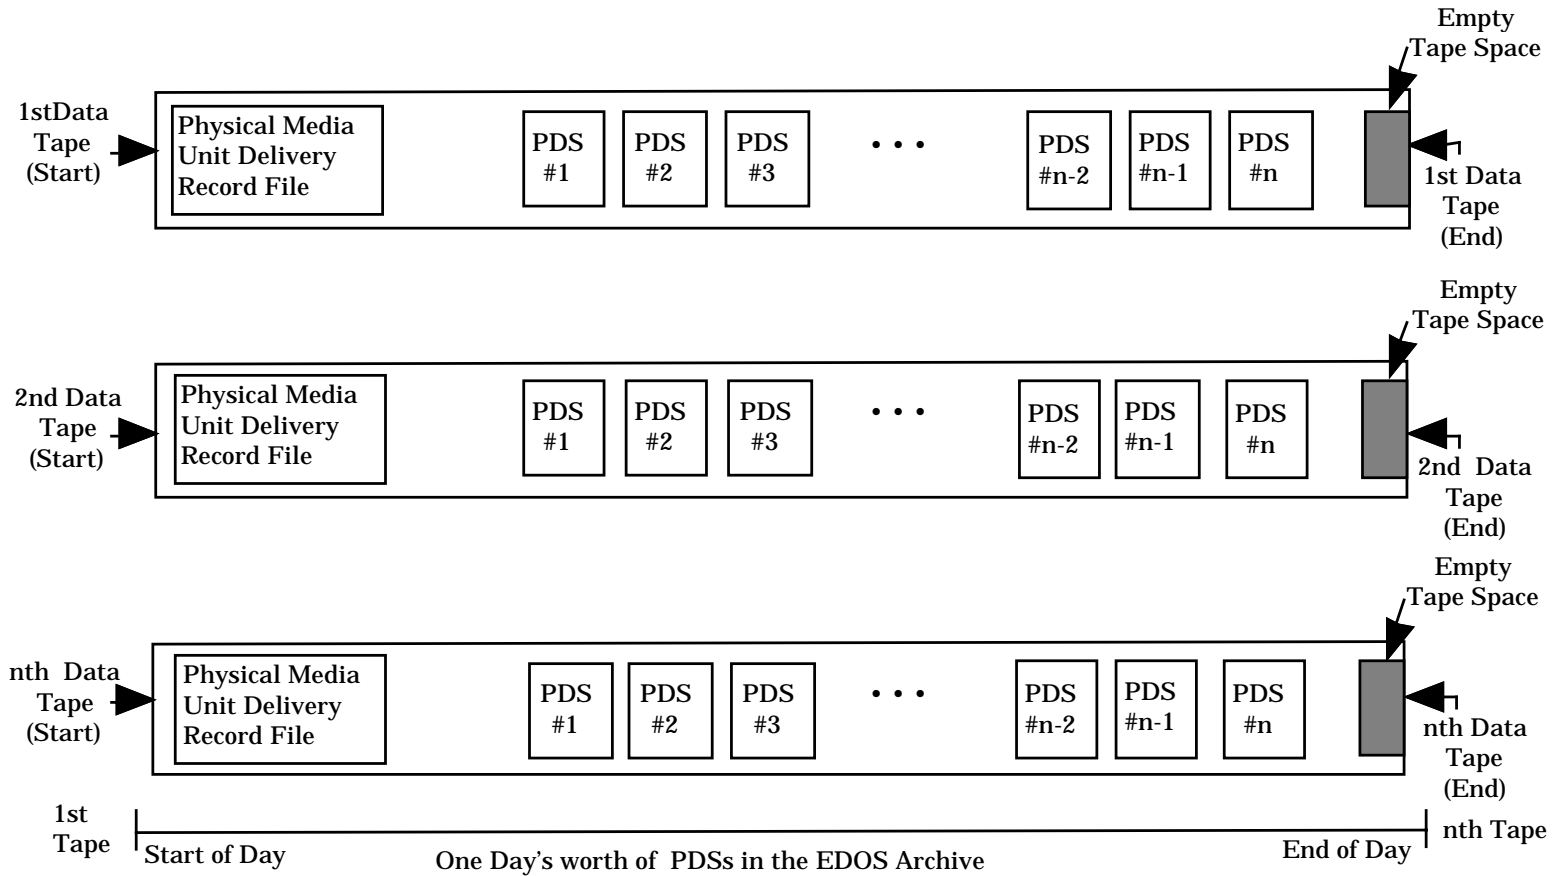 Empty
Tape Space
1stData
Tape
(Start)
Physical Media
Unit Delivery
Record File
PDS
#1
PDS
#2
PDS
#3
• • •
PDS
#n-2
PDS
#n-1
PDS
#n
1st Data
Tape
(End)
Empty
Tape Space
2nd Data
Tape
(Start)
Physical Media
Unit Delivery
Record File
PDS
#1
PDS
#2
PDS
#3
• • •
PDS
#n-2
PDS
#n-1
PDS
#n
2nd Data
Tape
(End)
Empty
Tape Space
nth Data
Tape
(Start)
Physical Media
Unit Delivery
Record File
PDS
#1
PDS
#2
PDS
#3
• • •
PDS
#n-2
PDS
#n-1
PDS
#n
nth Data
Tape
(End)
1st
Tape
Start of Day
One Day's worth of PDSs in the EDOS Archive
End of Day
nth Tape